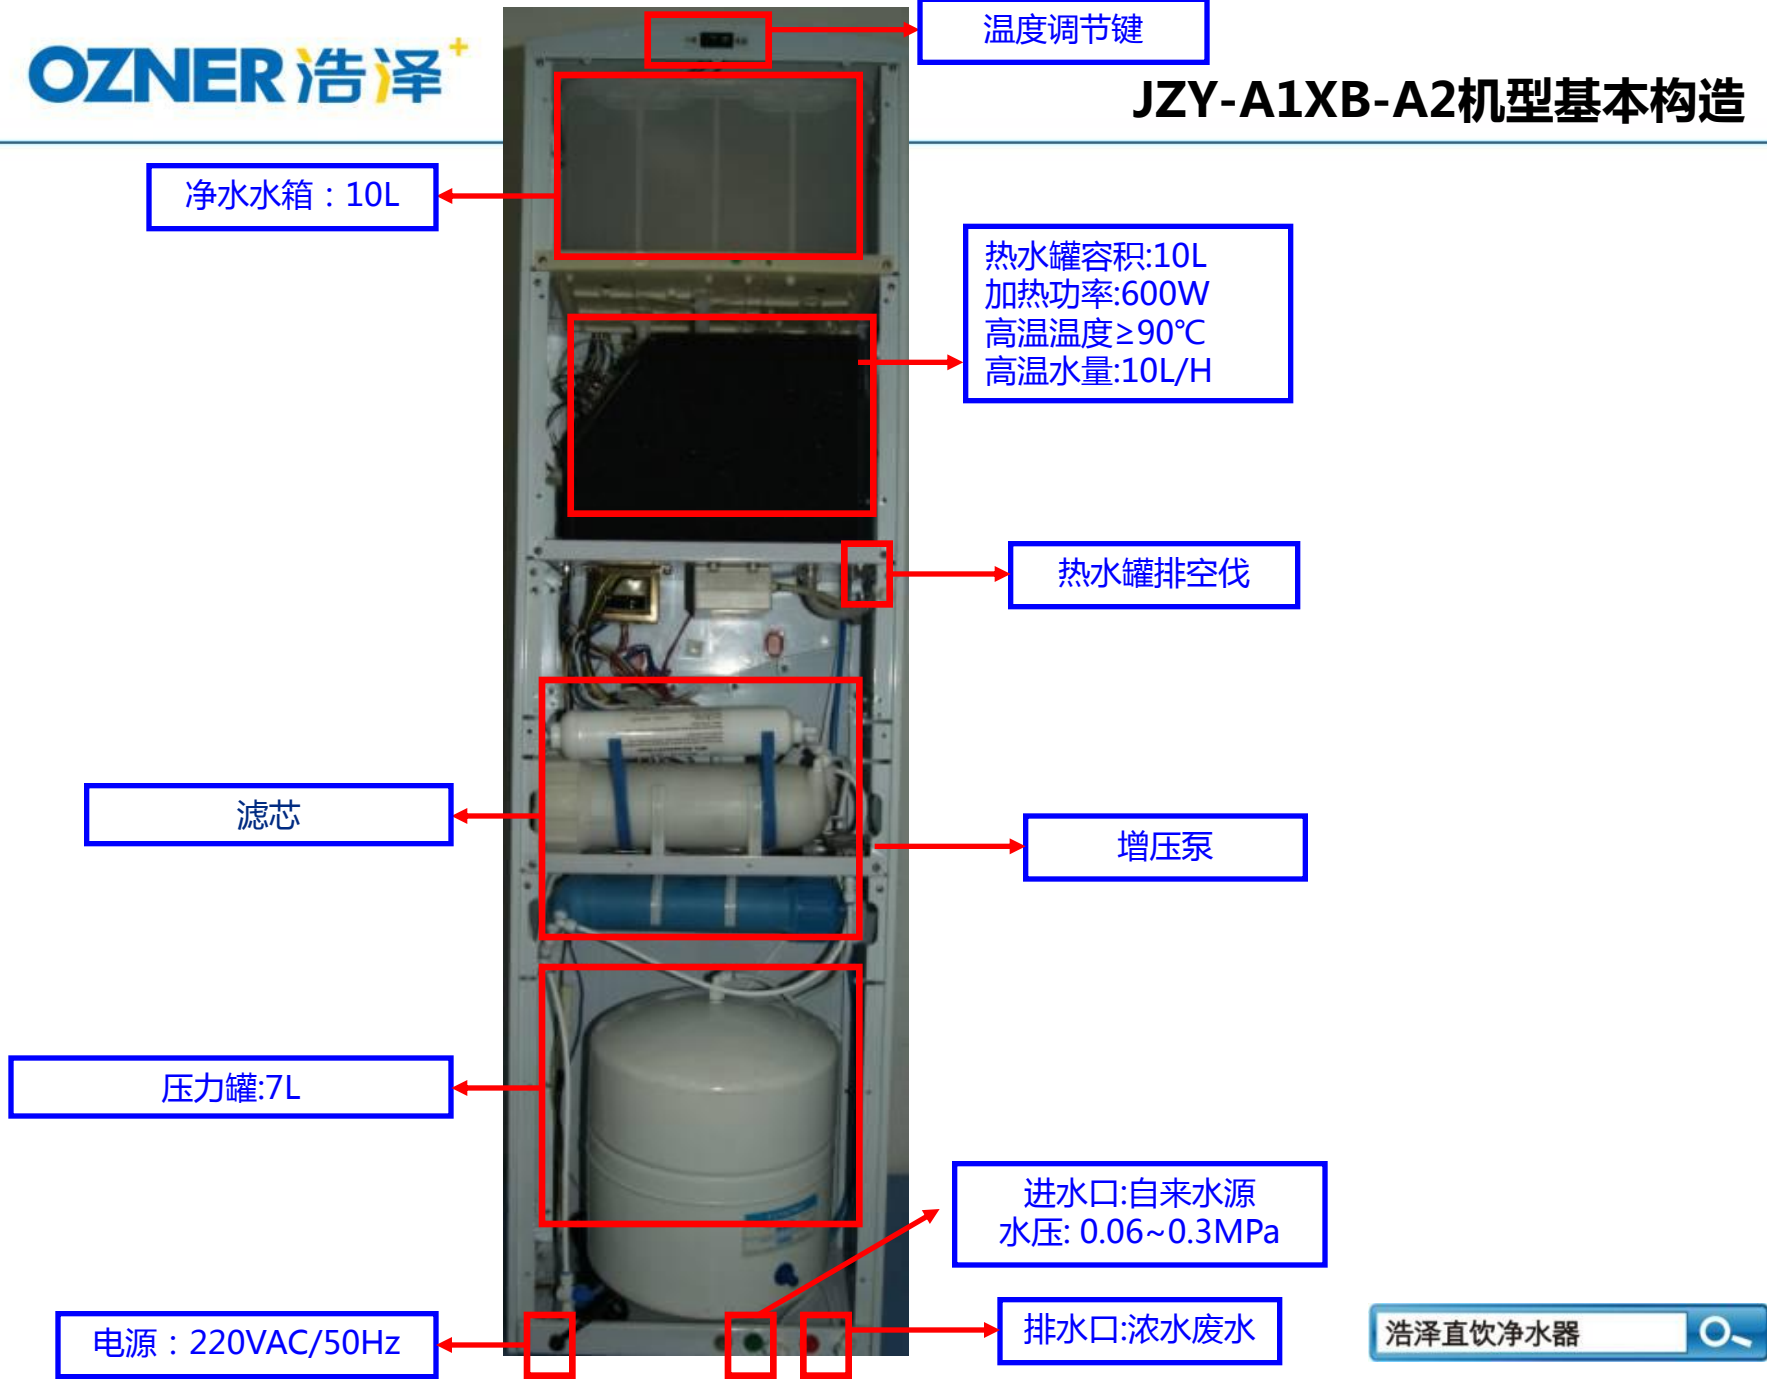 OZNER浩泽+
温度调节键
JZY-A1XB-A2机型基本构造
净水水箱：10L
热水罐容积:10L
加热功率:600W
高温温度≥90℃
高温水量:10L/H
热水罐排空伐
滤芯
增压泵
压力罐:7L
进水口:自来水源
水压: 0.06~0.3MPa
电源：220VAC/50Hz
排水口:浓水废水
浩泽直饮净水器